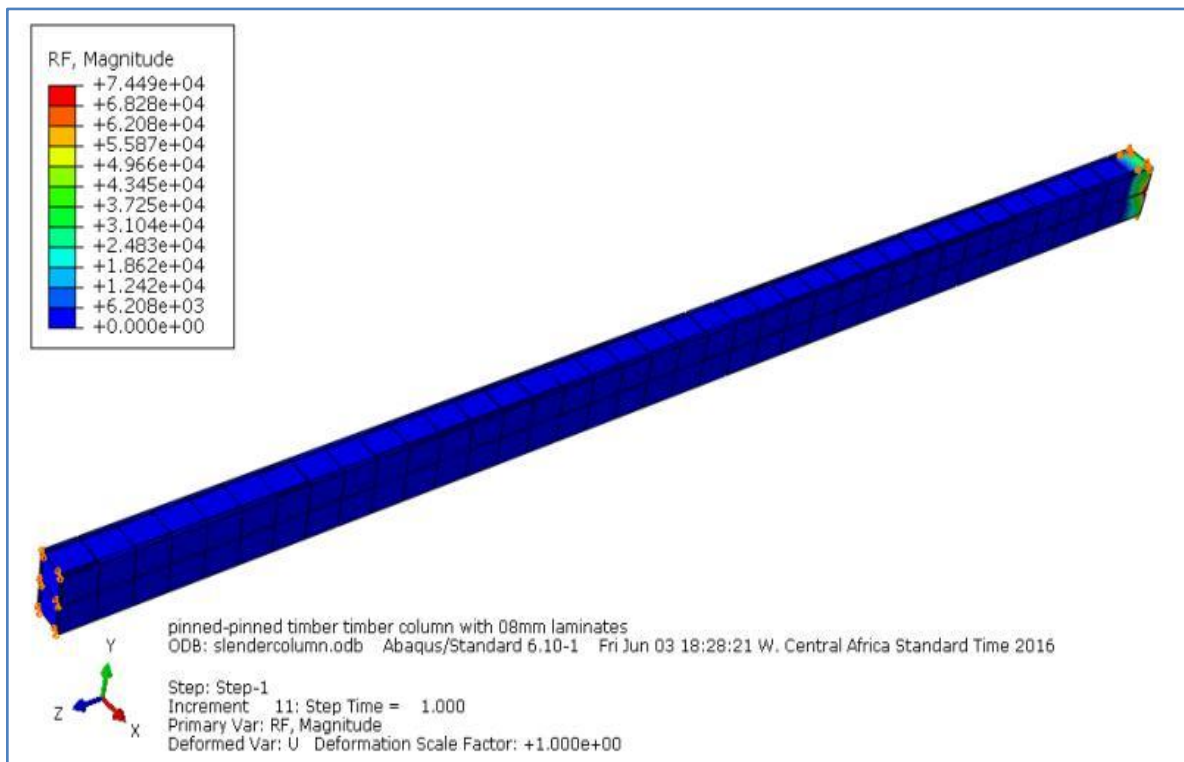 RF, Magnitude
+7.449e+04
+6.828e+04
+6.208e+04
+5.587e+04
+4.966e+04
+4.345e+04
+3.725e+04
+3.104e+04
+2.483e+04
+1.862e+04
+1.242e+04
+6.208e+03
+0.000e+00
pinned-pinned timber timber column with 08mm laminates
ODB: slendercolumn.odb Abaqus/Standard 6.10-1 Fri Jun 03 18:28:21 W. Central Africa Standard Time 2016
Y
Z
X
Step: Step-1
Increment 11: Step Time = 1.000
Primary Var: RF, Magnitude
Deformed Var: U Deformation Scale Factor: +1.000e+00